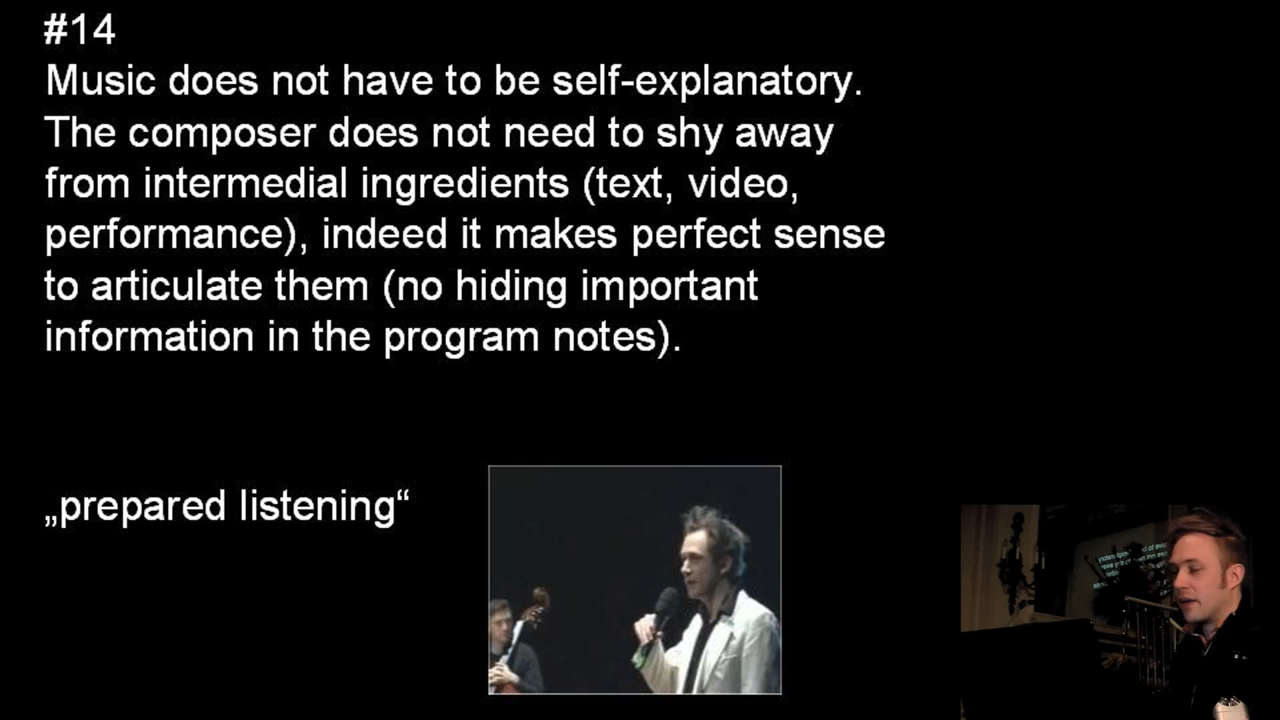 #14
Music does not have to be self-explanatory.
The composer does not need to shy away
from intermedial ingredients (text, video,
performance), indeed it makes perfect sense
to articulate them (no hiding important
information in the program notes).
„prepared listening“